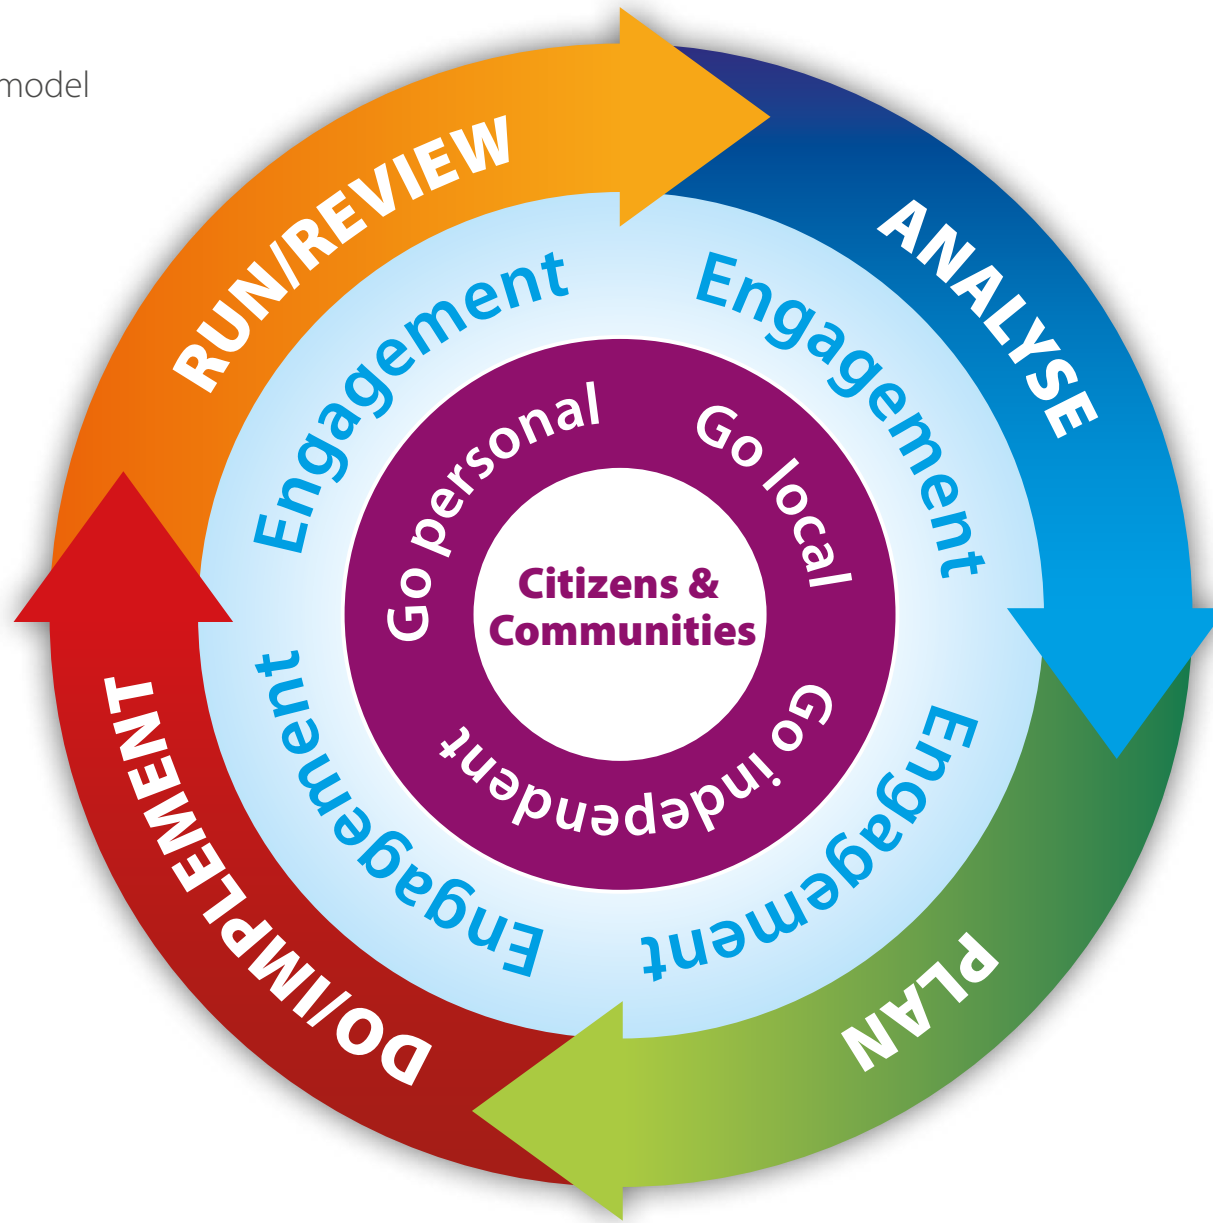 model
RUN/REVIEW
ANALYSE
PLAN
DO/IMPLEMENT
Engagement
Engagement
Engagement
Engagement
Go personal
Go local
Go independent
Citizens &
Communities